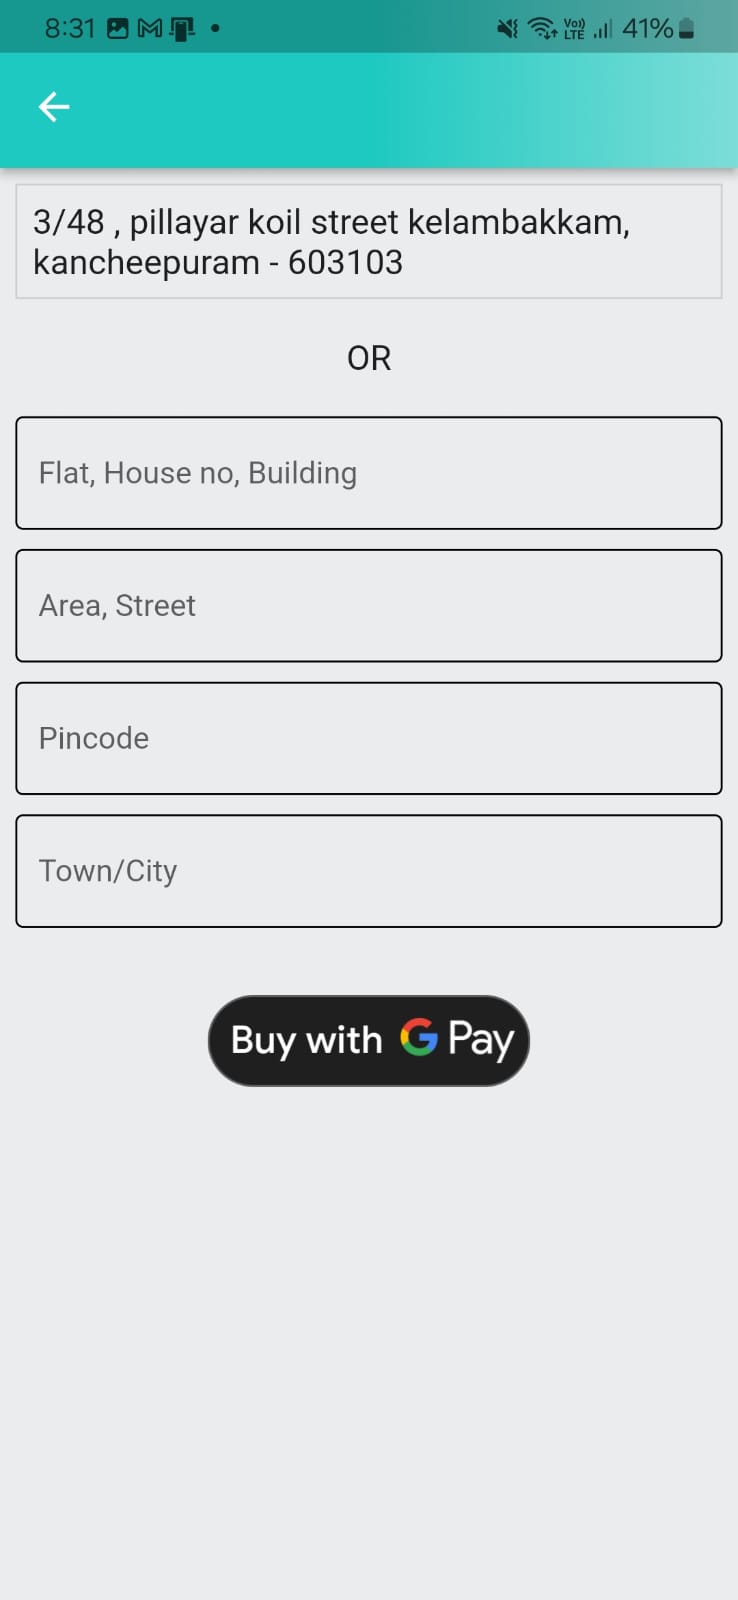 8:31 Vo)) LTE 41%
3/48 , pillayar koil street kelambakkam,
kancheepuram - 603103
OR
Flat, House no, Building
Area, Street
Pincode
Town/City
Buy with G Pay